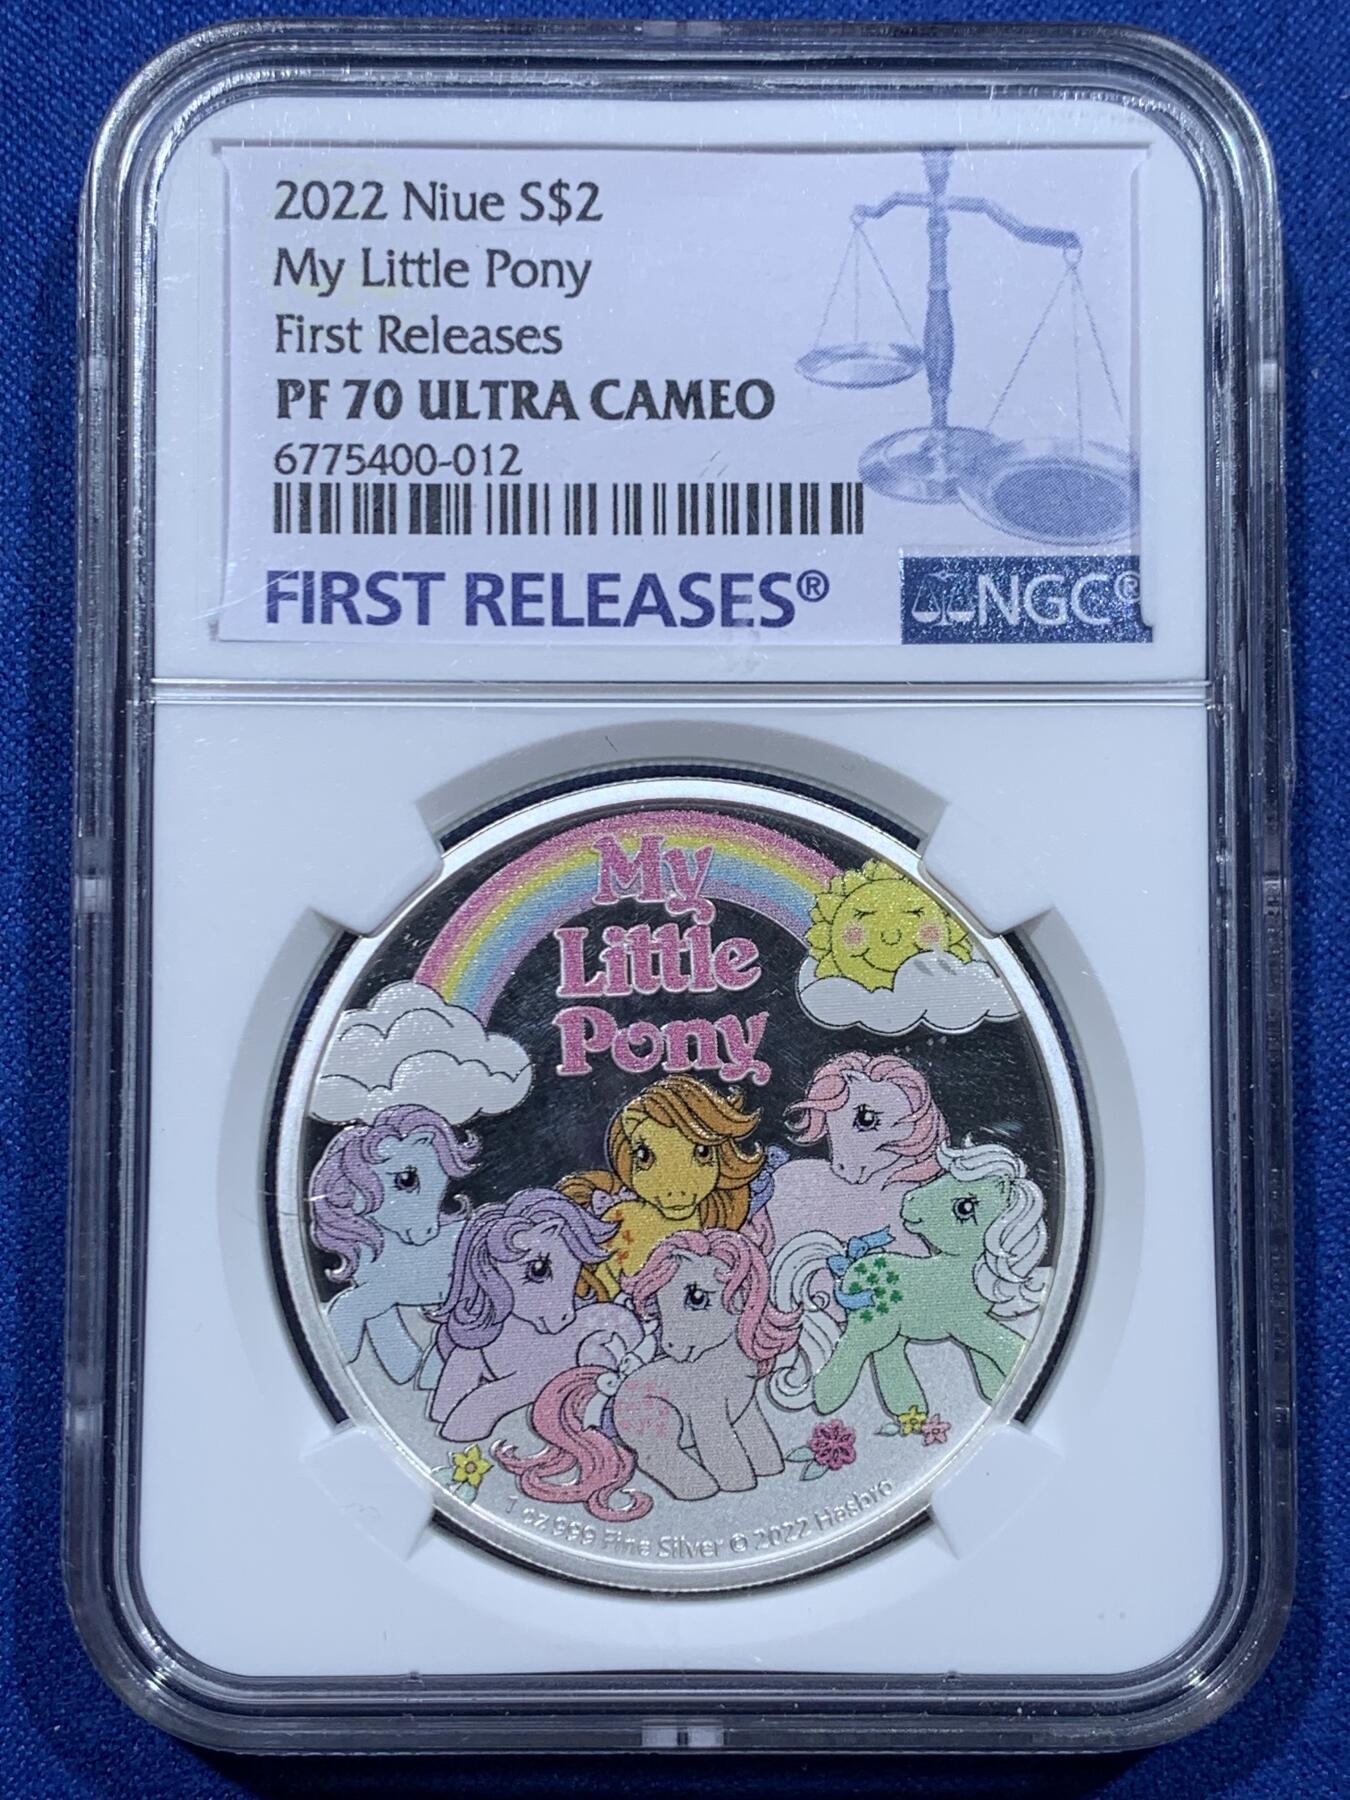 2022 Niue S$2
My Little Pony
First Releases
PF 70 ULTRA CAMEO
6775400-012
FIRST RELEASES®
NGC®
My
Little
Pony
1 oz 999 Fine Silver © 2022 Hasbro